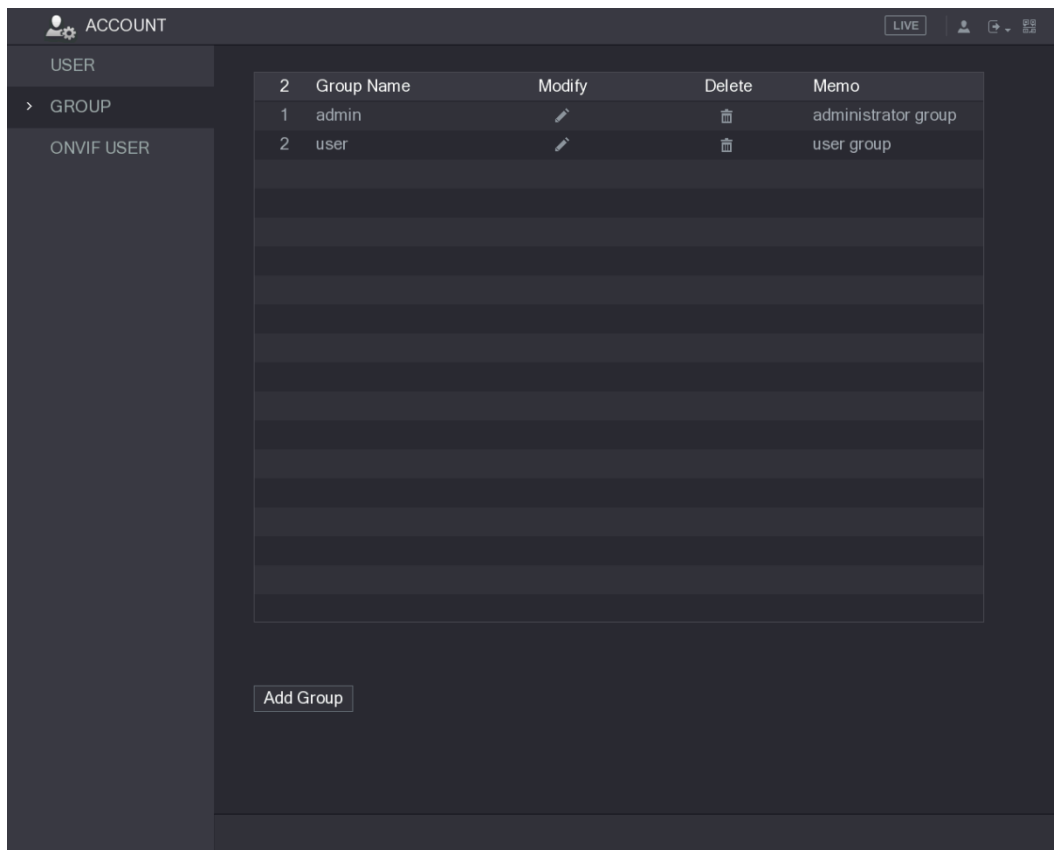 ACCOUNT LIVE
USER
GROUP
ONVIF USER
2 Group Name Modify Delete Memo
1 admin administrator group
2 user user group
Add Group